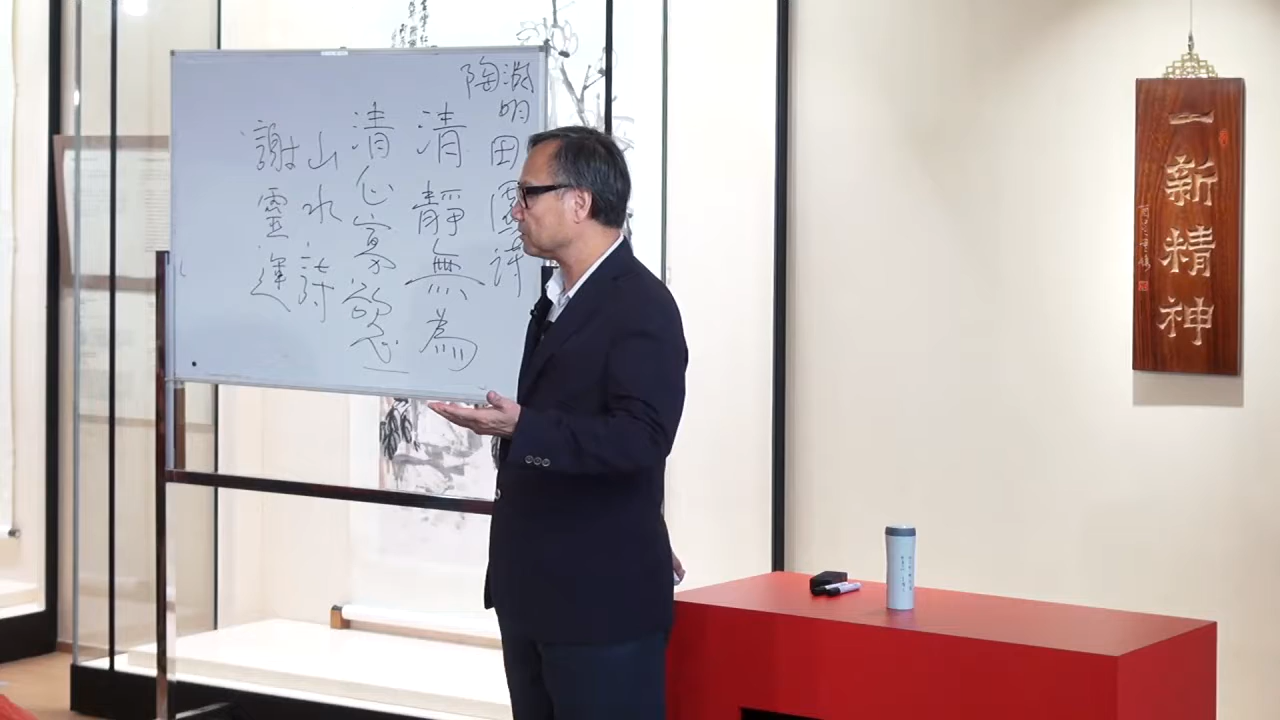 陶淵明
田園詩
清靜無為
清心寡慾
山水詩
謝靈運
一新精神